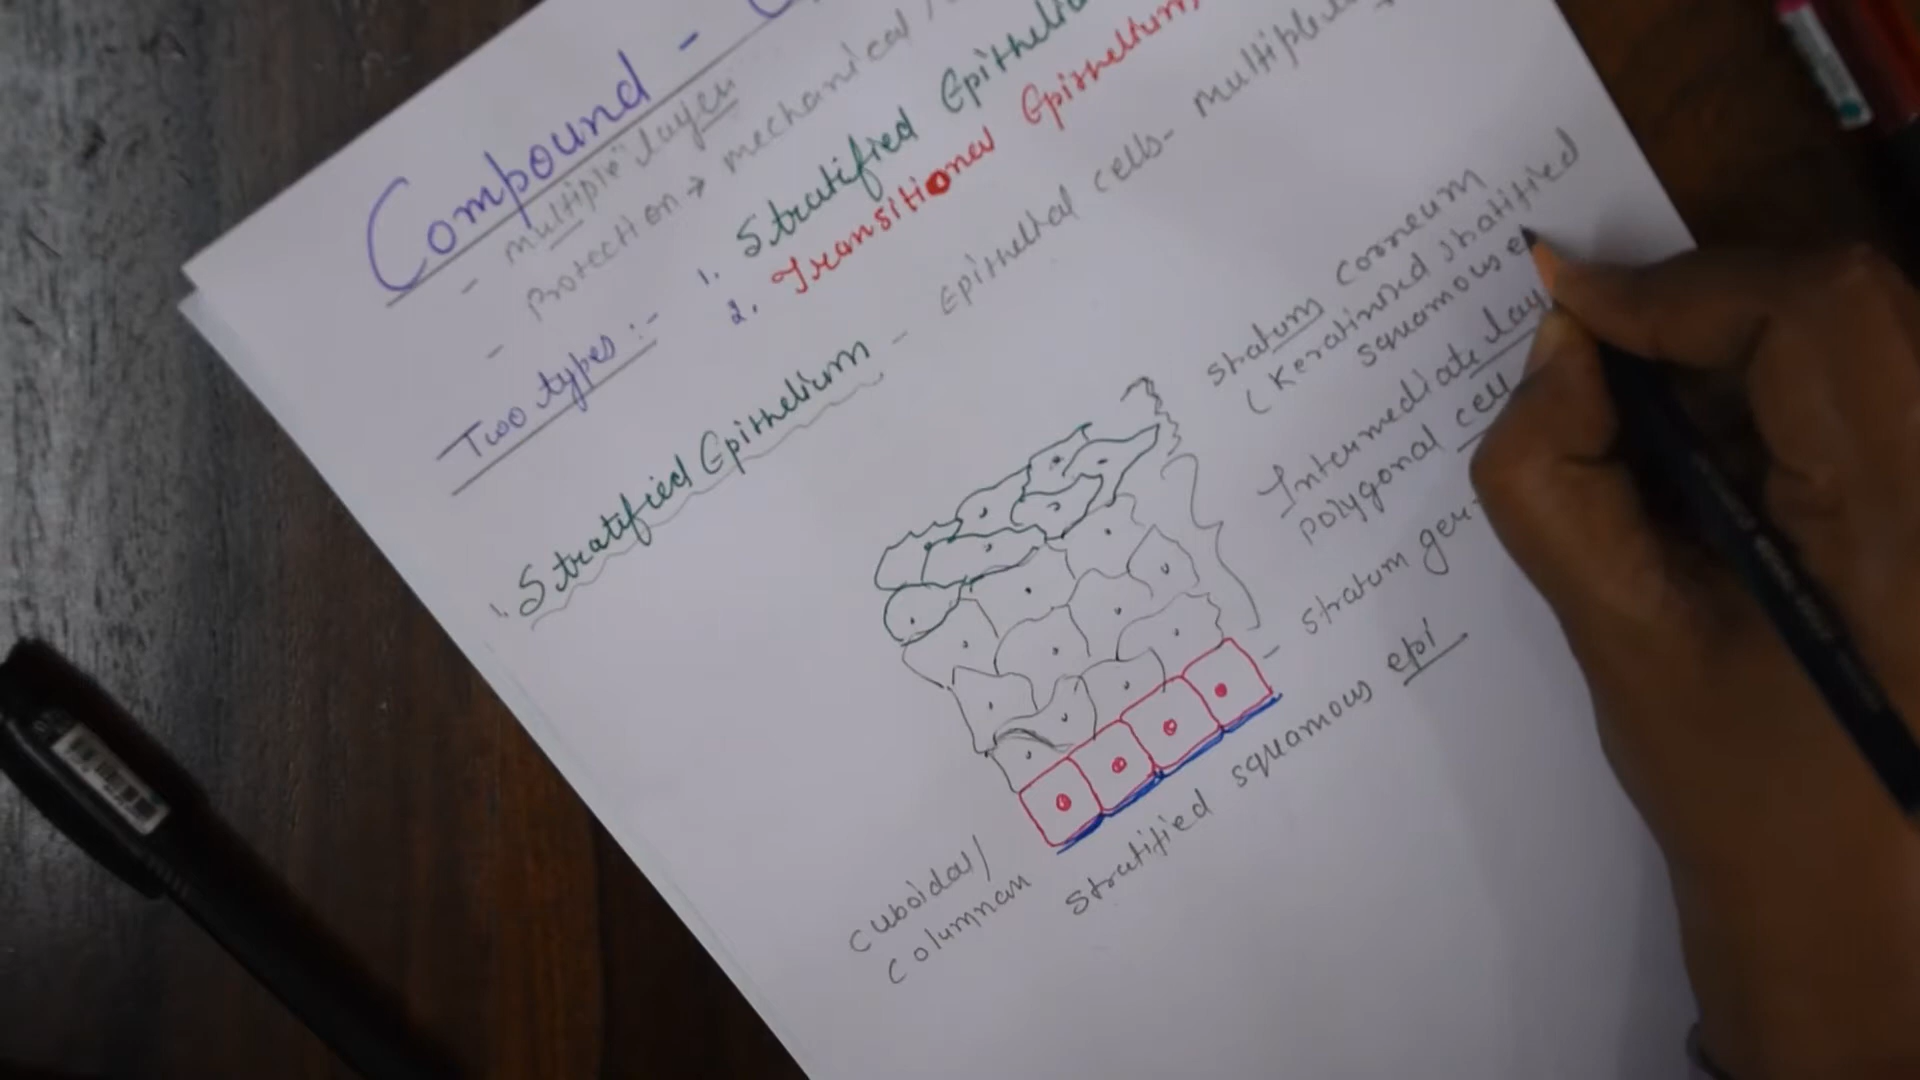 Compound -
- multiple layer
- Protection → mechanical
Two types :- 1. Stratified Epithelium
2. Transitional Epithelium
1. Stratified Epithelium - Epithelial cells- multiple
stratum corneum
(Keratinised stratified
squamous e
Intermediate lay
polygonal cell
- stratum ger
cuboidal/
columnar
stratified squamous epi